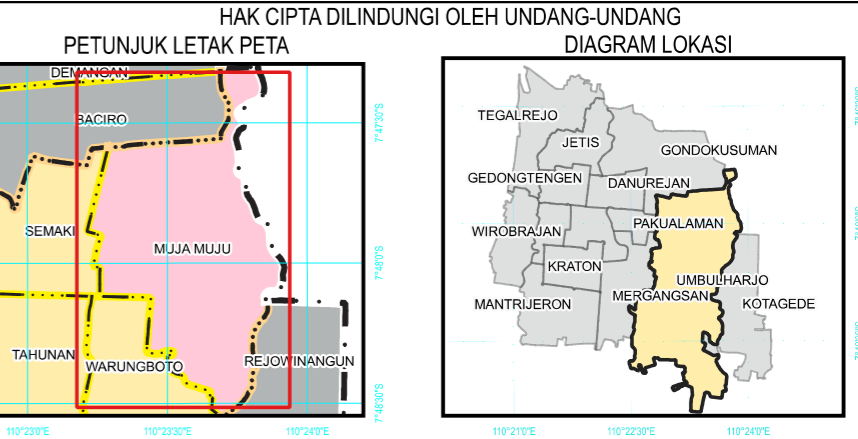 HAK CIPTA DILINDUNGI OLEH UNDANG-UNDANG
PETUNJUK LETAK PETA
DEMANGAN
BACIRO
SEMAKI
MUJA MUJU
TAHUNAN
WARUNGBOTO
REJOWINANGUN
7°47'30"S
7°48'0"S
7°48'30"S
110°23'0"E
110°23'30"E
110°24'0"E
DIAGRAM LOKASI
TEGALREJO
JETIS
GONDOKUSUMAN
GEDONGTENGEN
DANUREJAN
WIROBRAJAN
PAKUALAMAN
KRATON
UMBULHARJO
MANTRIJERON
MERGANGSAN
KOTAGEDE
110°21'0"E
110°22'30"E
110°24'0"E